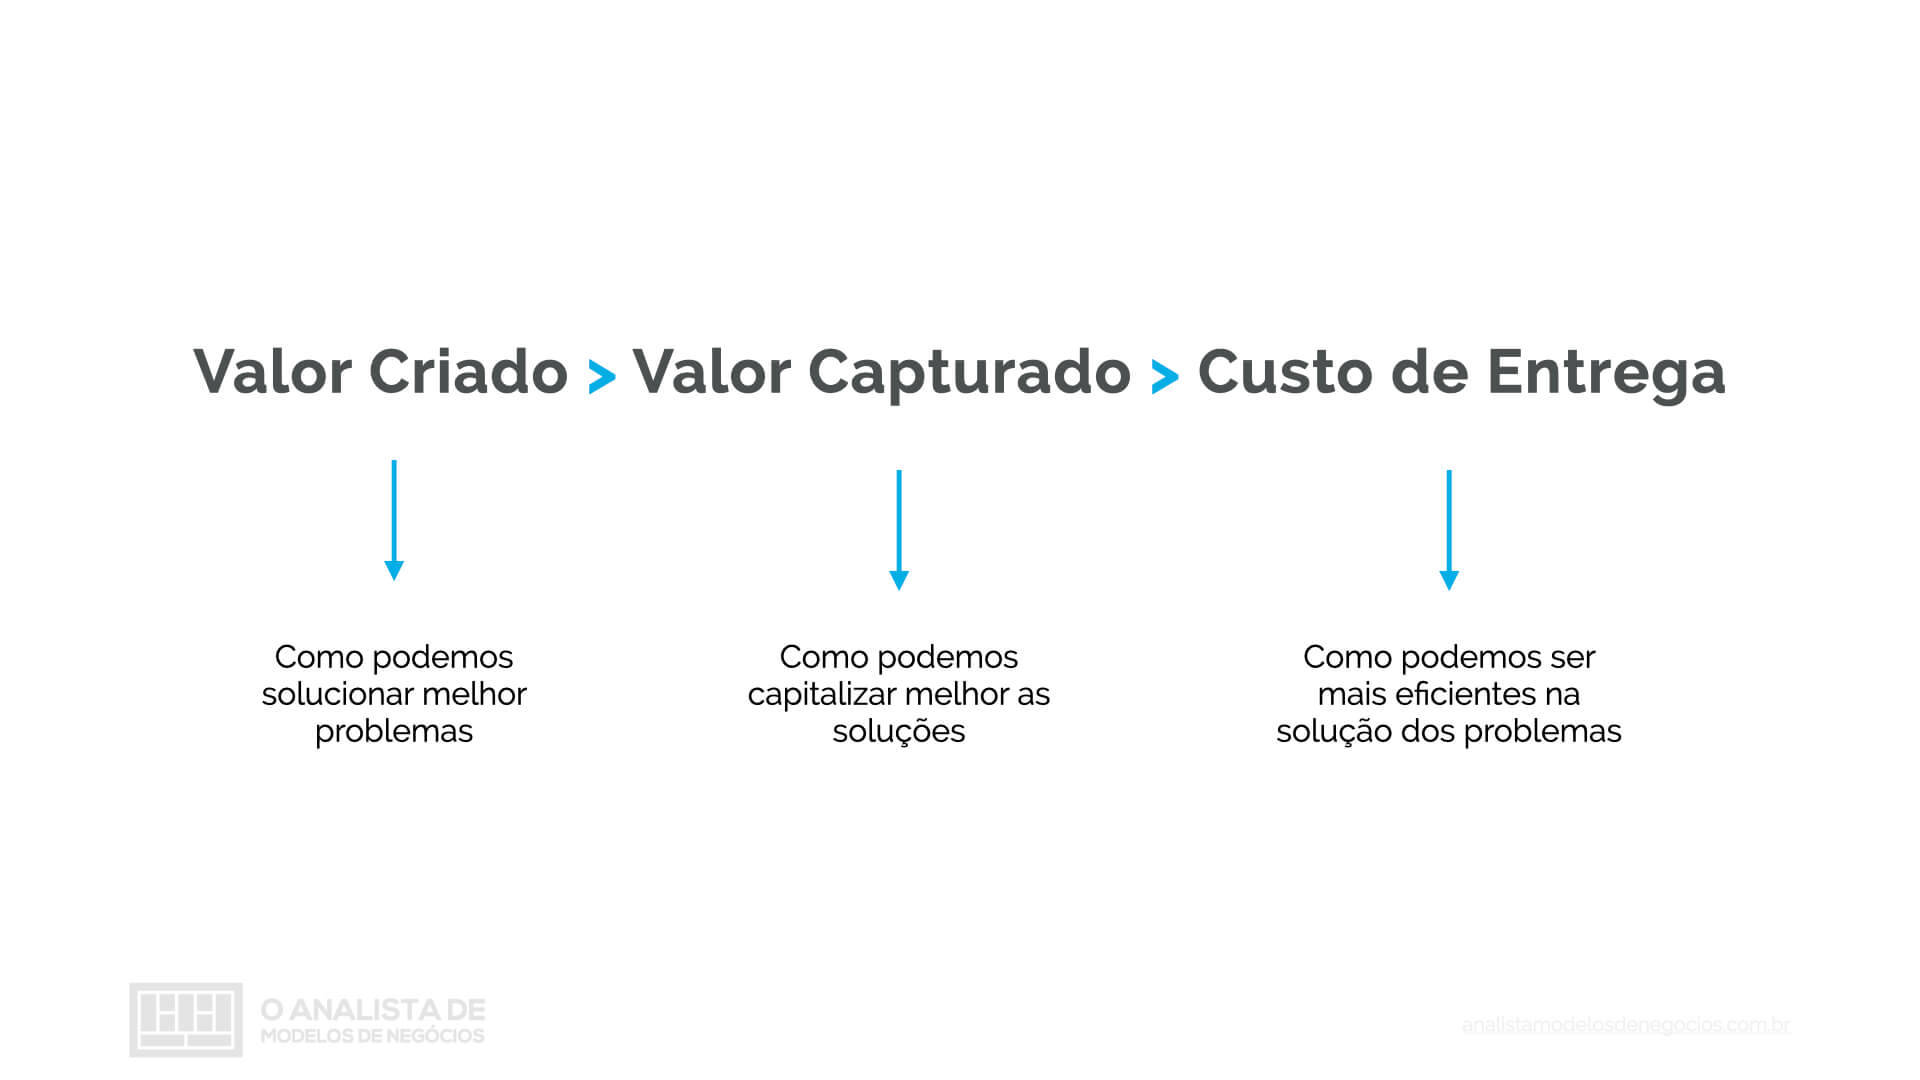 Valor Criado > Valor Capturado > Custo de Entrega
Como podemos
solucionar melhor
problemas
Como podemos
capitalizar melhor as
soluções
Como podemos ser
mais eficientes na
solução dos problemas
O ANALISTA DE
MODELOS DE NEGÓCIOS
analistamodelosdenegocios.com.br